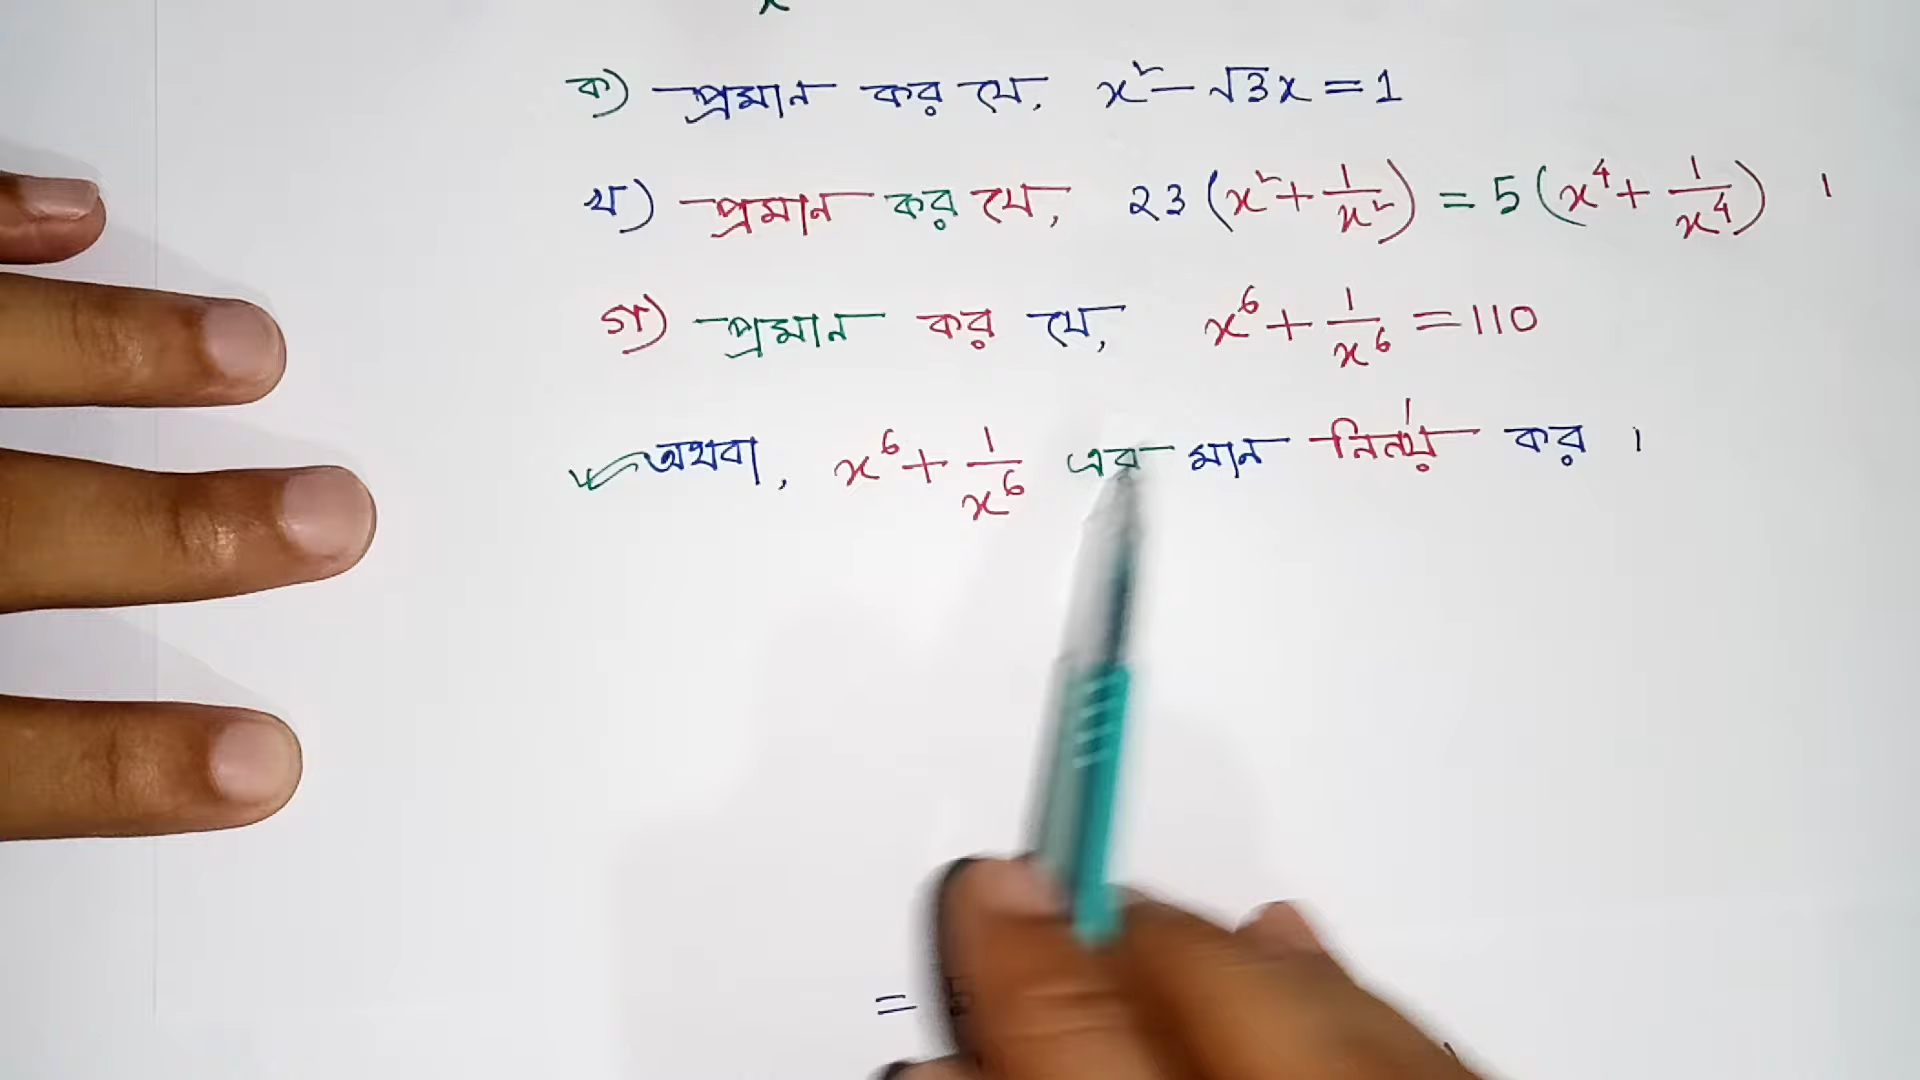 ক) প্রমান কর যে, x² - √3x = 1
খ) প্রমান কর যে, 23(x² + 1/x²) = 5(x⁴ + 1/x⁴) ।
গ) প্রমান কর যে, x⁶ + 1/x⁶ = 110
অথবা, x⁶ + 1/x⁶ এর মান নির্নয় কর ।
=